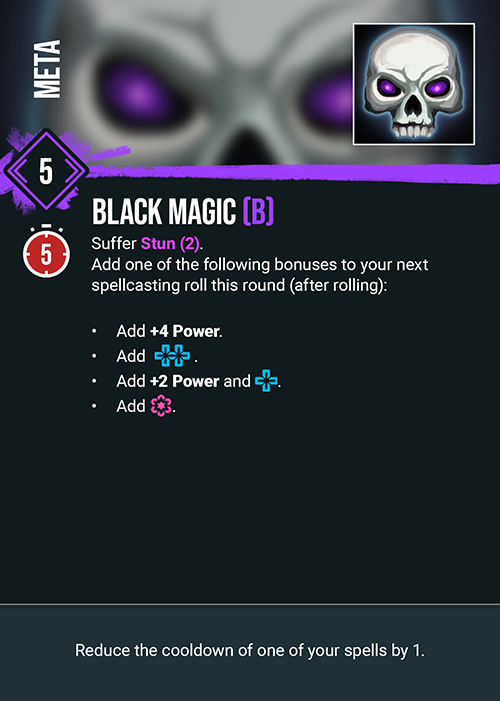 META
5
BLACK MAGIC (B)
5
Suffer Stun (2).
Add one of the following bonuses to your next
spellcasting roll this round (after rolling):
• Add +4 Power.
• Add .
• Add +2 Power and .
• Add .
Reduce the cooldown of one of your spells by 1.